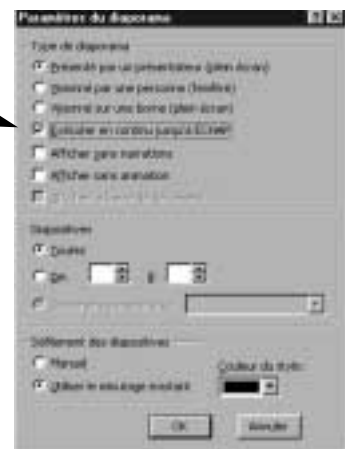 Paramètres du diaporama
Type de diaporama
Présenté par un présentateur (plein écran)
Visionné par une personne (fenêtre)
Visionné sur une borne (plein écran)
Exécuter en continu jusqu'à ECHAP
Afficher sans narrations
Afficher sans animation
Diapositives
Toutes
De:
à:
Défilement des diapositives
Manuel
Couleur du stylo:
Utiliser le minutage existant
OK
Annuler